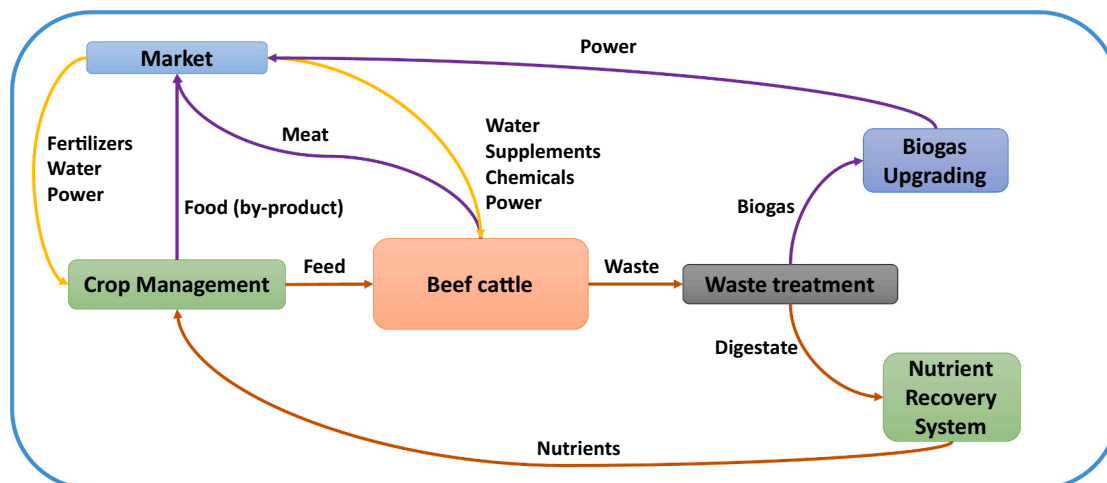 Power
Market
Meat
Fertilizers
Water
Power
Water
Supplements
Chemicals
Power
Biogas
Upgrading
Food (by-product)
Biogas
Crop Management
Feed
Beef cattle
Waste
Waste treatment
Digestate
Nutrient
Recovery
System
Nutrients